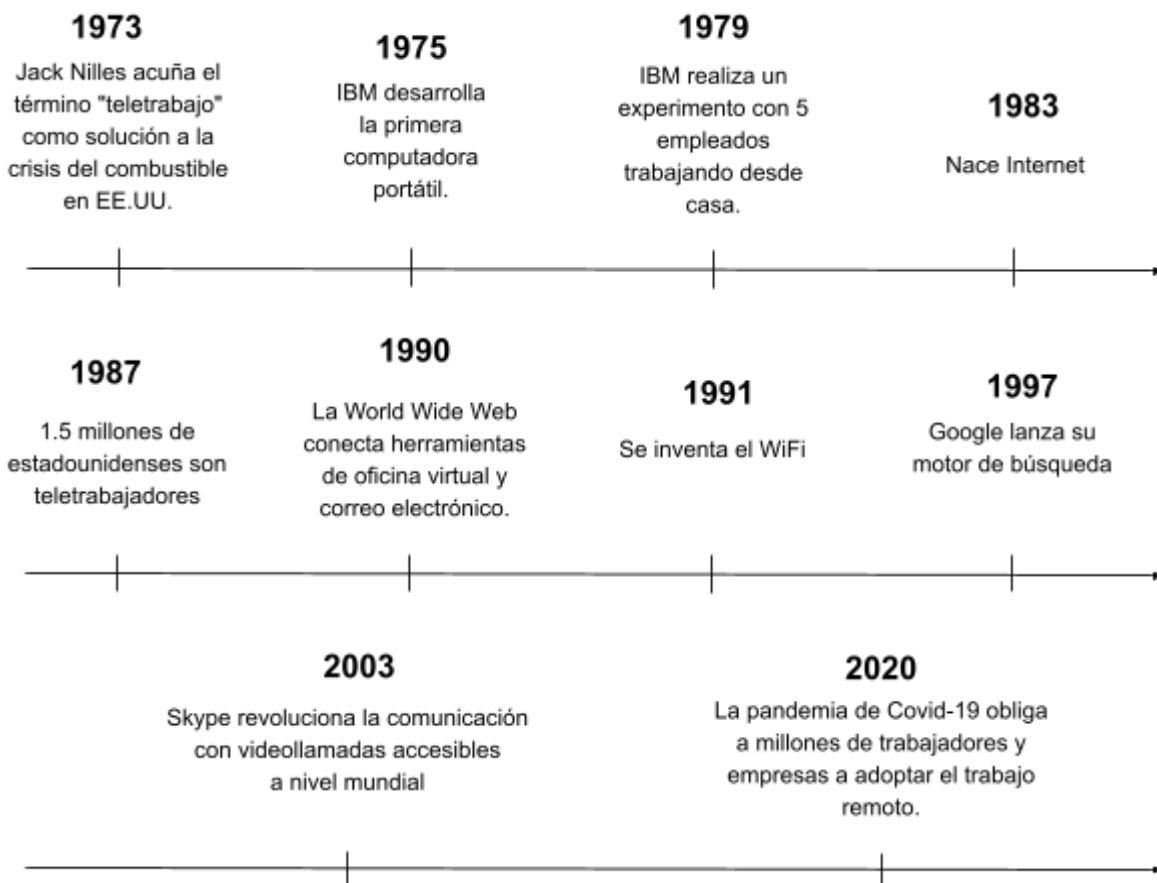 1973
Jack Nilles acuña el
término "teletrabajo"
como solución a la
crisis del combustible
en EE.UU.
1975
IBM desarrolla
la primera
computadora
portátil.
1979
IBM realiza un
experimento con 5
empleados
trabajando desde
casa.
1983
Nace Internet
1987
1.5 millones de
estadounidenses son
teletrabajadores
1990
La World Wide Web
conecta herramientas
de oficina virtual y
correo electrónico.
1991
Se inventa el WiFi
1997
Google lanza su
motor de búsqueda
2003
Skype revoluciona la comunicación
con videollamadas accesibles
a nivel mundial
2020
La pandemia de Covid-19 obliga
a millones de trabajadores y
empresas a adoptar el trabajo
remoto.